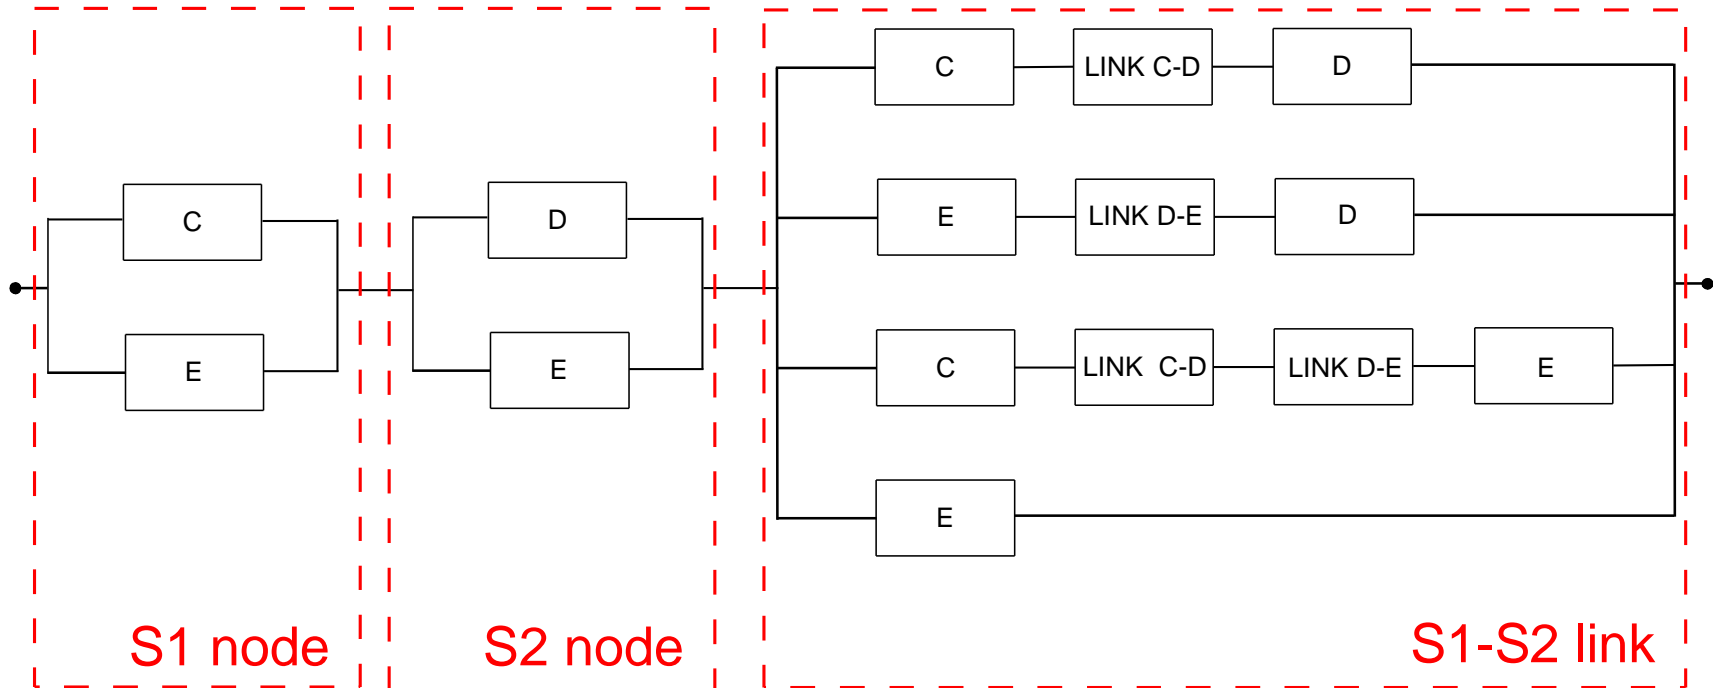 C
LINK C-D
D
E
LINK D-E
D
C
D
C
LINK C-D
LINK D-E
E
E
E
E
S1 node
S2 node
S1-S2 link